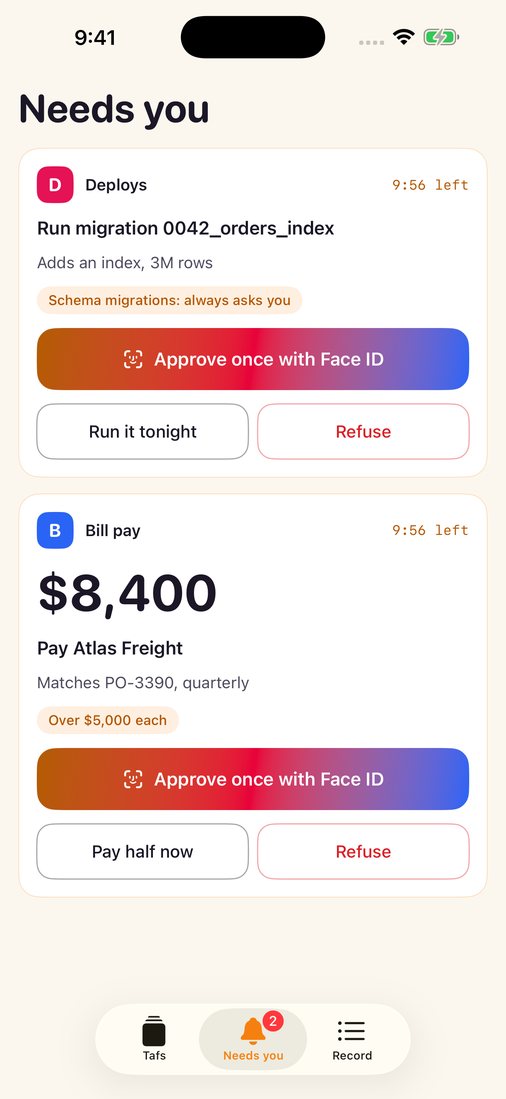 9:41
Needs you
D Deploys 9:56 left
Run migration 0042_orders_index
Adds an index, 3M rows
Schema migrations: always asks you
Approve once with Face ID
Run it tonight Refuse
B Bill pay 9:56 left
$8,400
Pay Atlas Freight
Matches PO-3390, quarterly
Over $5,000 each
Approve once with Face ID
Pay half now Refuse
2
Tafs Needs you Record